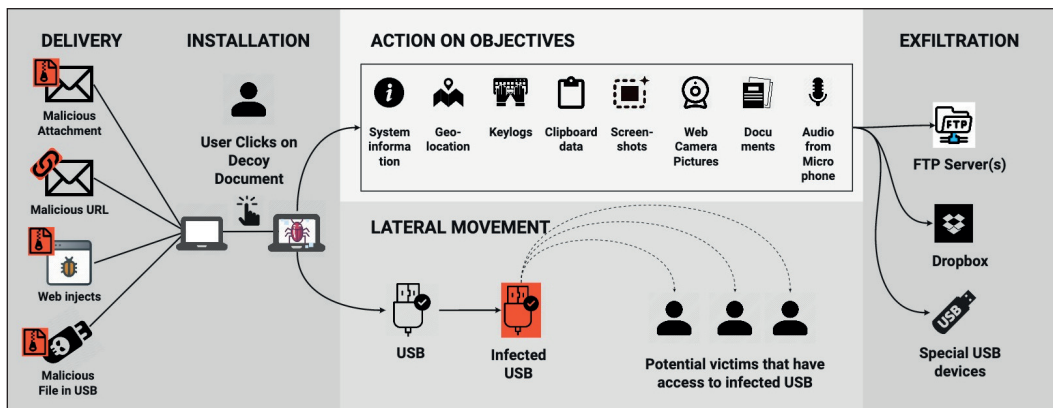 DELIVERY
Malicious
Attachment
Malicious URL
Web injects
Malicious
File in USB
INSTALLATION
User Clicks on
Decoy
Document
ACTION ON OBJECTIVES
System
informa
tion
Geo-
location
Keylogs
Clipboard
data
Screen-
shots
Web
Camera
Pictures
Docu
ments
Audio
from
Micro
phone
LATERAL MOVEMENT
USB
Infected
USB
Potential victims that have
access to infected USB
EXFILTRATION
FTP
FTP Server(s)
Dropbox
USB
Special USB
devices